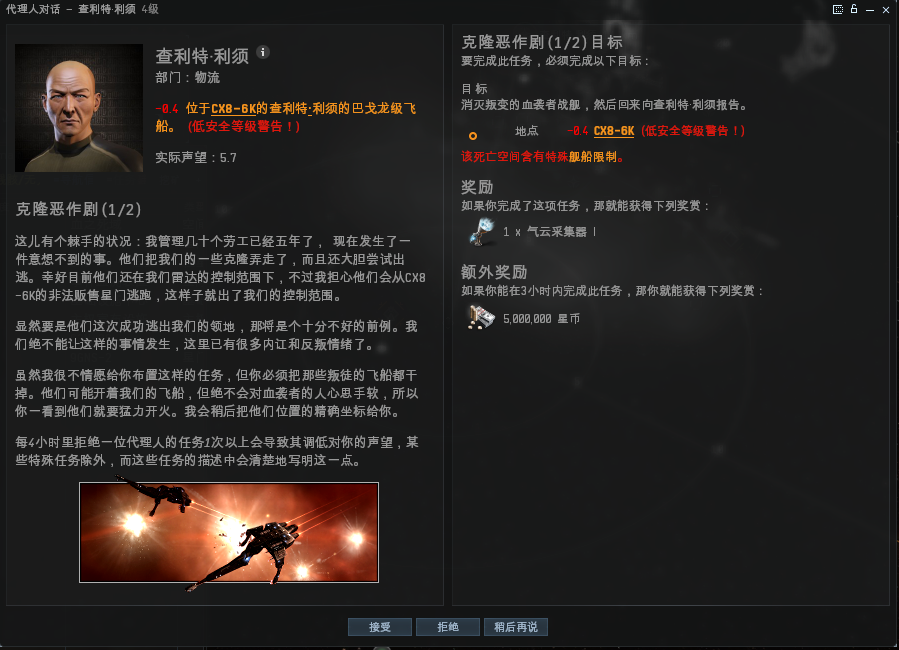 代理人对话 - 查利特·利须 4级
查利特·利须
部门：物流
-0.4 位于CX8-6K的查利特·利须的巴戈龙级飞
船。 (低安全等级警告！)
实际声望：5.7
克隆恶作剧(1/2)
这儿有个棘手的状况：我管理几十个劳工已经五年了， 现在发生了一
件意想不到的事。他们把我们的一些克隆弄走了，而且还大胆尝试出
逃。幸好目前他们还在我们雷达的控制范围下，不过我担心他们会从CX8
-6K的非法贩售星门逃跑，这样子就出了我们的控制范围。
显然要是他们这次成功逃出我们的领地，那将是个十分不好的前例。我
们绝不能让这样的事情发生，这里已有很多内讧和反叛情绪了。
虽然我很不情愿给你布置这样的任务，但你必须把那些叛徒的飞船都干
掉。他们可能开着我们的飞船，但绝不会对血袭者的人心慈手软，所以
你一看到他们就要猛力开火。我会稍后把他们位置的精确坐标给你。
每4小时里拒绝一位代理人的任务1次以上会导致其调低对你的声望，某
些特殊任务除外，而这些任务的描述中会清楚地写明这一点。
克隆恶作剧(1/2)目标
要完成此任务，必须完成以下目标：
目标
消灭叛变的血袭者战舰，然后回来向查利特·利须报告。
地点 -0.4 CX8-6K (低安全等级警告！)
该死亡空间含有特殊舰船限制。
奖励
如果你完成了这项任务，那就能获得下列奖赏：
1 x 气云采集器 I
额外奖励
如果你能在3小时内完成此任务，那你就能获得下列奖赏：
5,000,000 星币
接受 拒绝 稍后再说